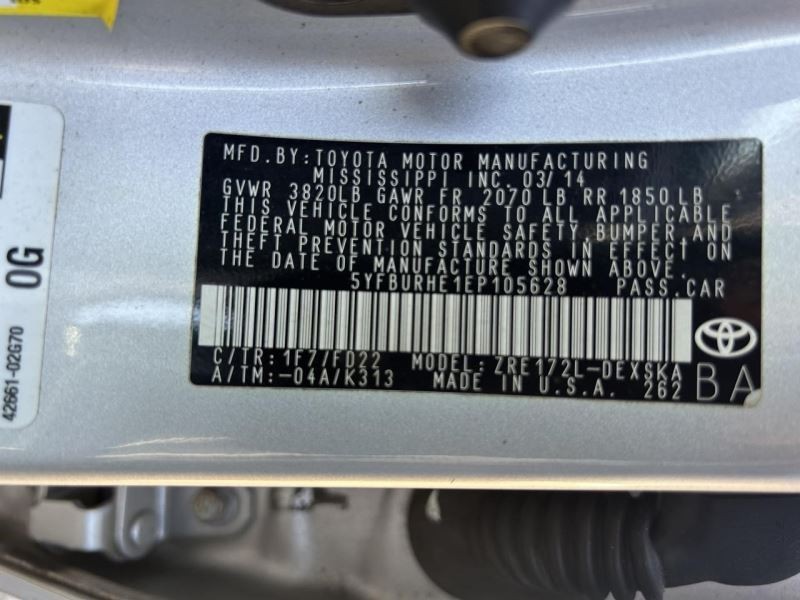 MFD.BY:TOYOTA MOTOR MANUFACTURING
MISSISSIPPI INC. 03/14
GVWR 3820LB GAWR FR 2070 LB RR 1850 LB
THIS VEHICLE CONFORMS TO ALL APPLICABLE
FEDERAL MOTOR VEHICLE SAFETY, BUMPER,AND
THEFT PREVENTION STANDARDS IN EFFECT ON
THE DATE OF MANUFACTURE SHOWN ABOVE.
5YFBURHE1EP105628 PASS.CAR
C/TR:1F7/FD22 MODEL:ZRE172L-DEXSKA
A/TM:-04A/K313 MADE IN U.S.A. 262
BA
0G
42661-02G70